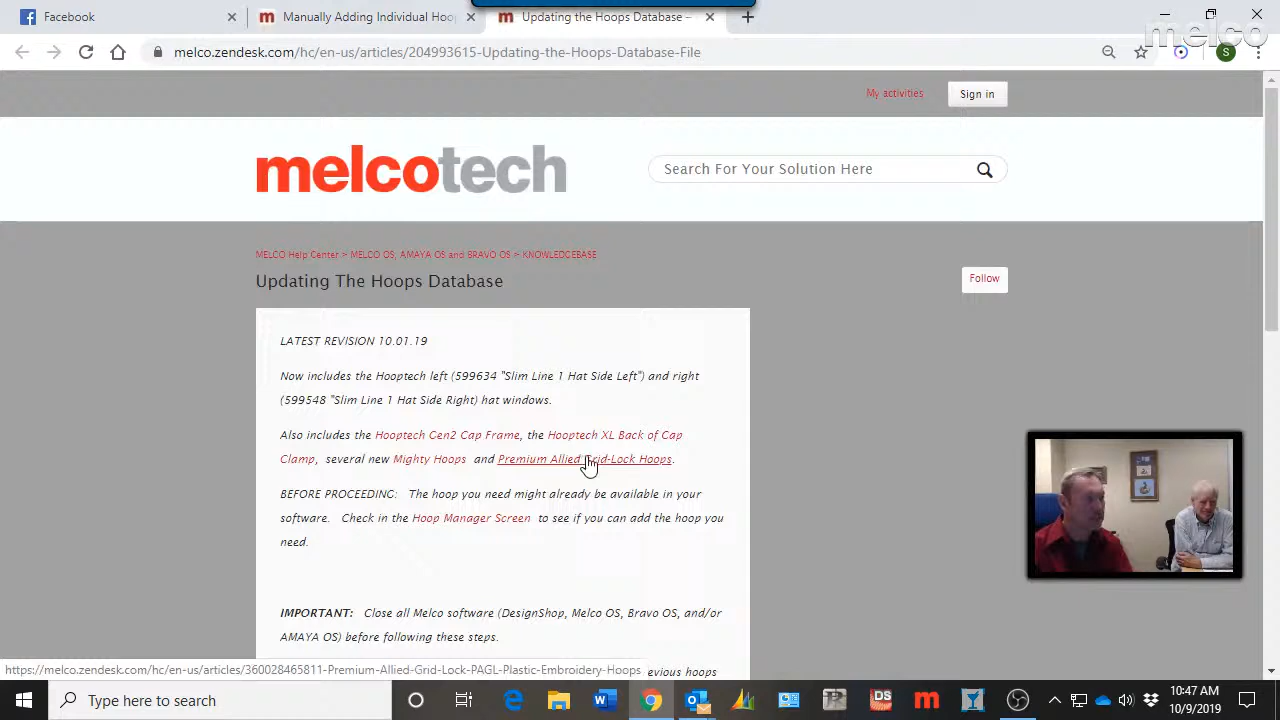 Facebook
Manually Adding Individual Hoo
Updating the Hoops Database –
melco
melco.zendesk.com/hc/en-us/articles/204993615-Updating-the-Hoops-Database-File
S
My activities
Sign in
melcotech
Search For Your Solution Here
MELCO Help Center > MELCO OS, AMAYA OS and BRAVO OS > KNOWLEDGEBASE
Updating The Hoops Database
Follow
LATEST REVISION 10.01.19
Now includes the Hooptech left (599634 "Slim Line 1 Hat Side Left") and right
(599548 "Slim Line 1 Hat Side Right) hat windows.
Also includes the Hooptech Gen2 Cap Frame, the Hooptech XL Back of Cap
Clamp, several new Mighty Hoops and Premium Allied Grid-Lock Hoops.
BEFORE PROCEEDING: The hoop you need might already be available in your
software. Check in the Hoop Manager Screen to see if you can add the hoop you
need.
IMPORTANT: Close all Melco software (DesignShop, Melco OS, Bravo OS, and/or
AMAYA OS) before following these steps.
evious hoops
https://melco.zendesk.com/hc/en-us/articles/360028465811-Premium-Allied-Grid-Lock-PAGL-Plastic-Embroidery-Hoops
Type here to search
DS
m
10:47 AM
10/9/2019